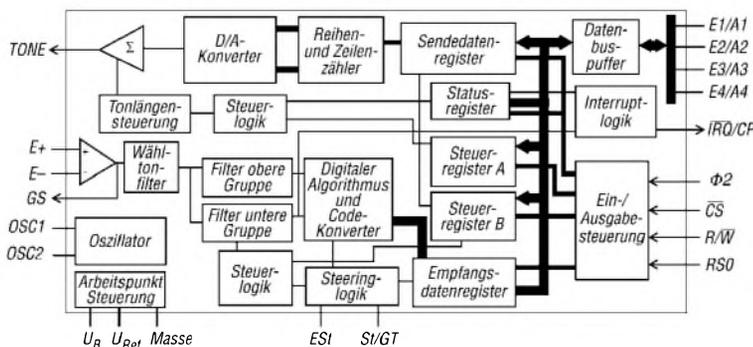 TONE
Σ
D/A-
Konverter
Reihen-
und Zeilen-
zähler
Sendedaten-
register
Daten-
bus-
puffer
E1/A1
E2/A2
E3/A3
E4/A4
Tonlängen-
steuerung
Steuer-
logik
Status-
register
Interrupt-
logik
IRQ/CP
E+
E–
GS
+
-
Wähl-
ton-
filter
Filter obere
Gruppe
Filter untere
Gruppe
Digitaler
Algorithmus
und
Code-
Konverter
Steuer-
register A
Steuer-
register B
Ein-/
Ausgabe-
steuerung
Φ2
CS
R/W
RS0
OSC1
OSC2
Oszillator
Arbeitspunkt
Steuerung
Steuer-
logik
Steering-
logik
Empfangs-
datenregister
UB URef Masse
ESt St/GT